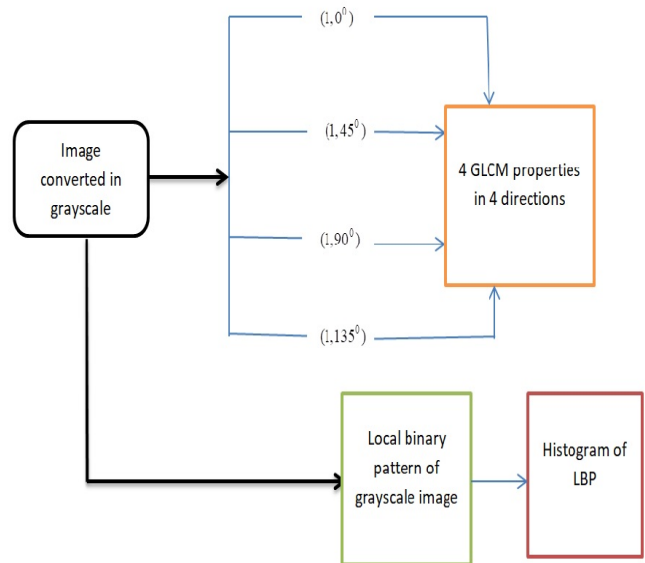 (1,0⁰)
Image
converted in
grayscale
(1,45⁰)
4 GLCM properties
in 4 directions
(1,90⁰)
(1,135⁰)
Local binary
pattern of
grayscale image
Histogram of
LBP